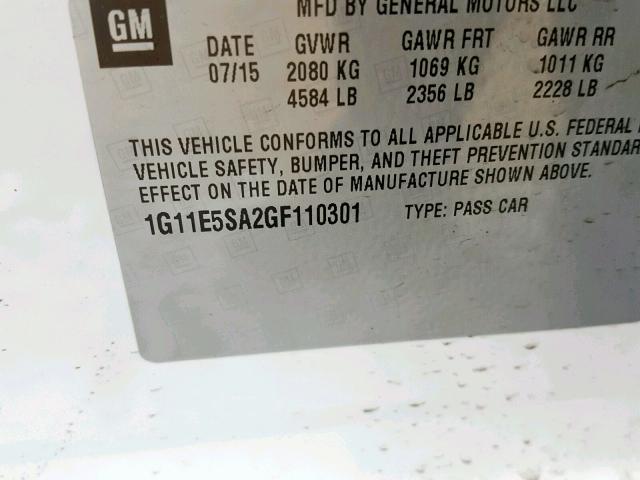 MFD BY GENERAL MOTORS LLC
GM
DATE GVWR GAWR FRT GAWR RR
07/15 2080 KG 1069 KG 1011 KG
4584 LB 2356 LB 2228 LB
THIS VEHICLE CONFORMS TO ALL APPLICABLE U.S. FEDERAL
VEHICLE SAFETY, BUMPER, AND THEFT PREVENTION STANDAR
EFFECT ON THE DATE OF MANUFACTURE SHOWN ABOVE.
1G11E5SA2GF110301 TYPE: PASS CAR